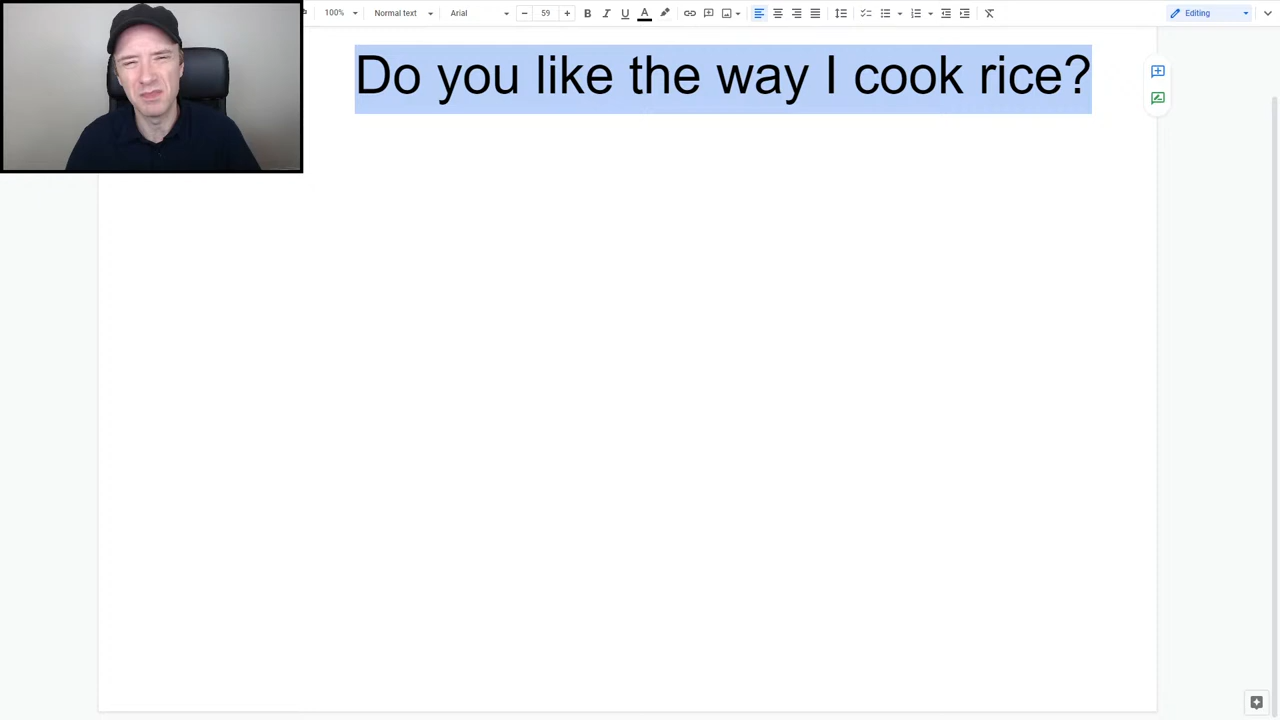 100% Normal text Arial 59 B I U A Editing
Do you like the way I cook rice?